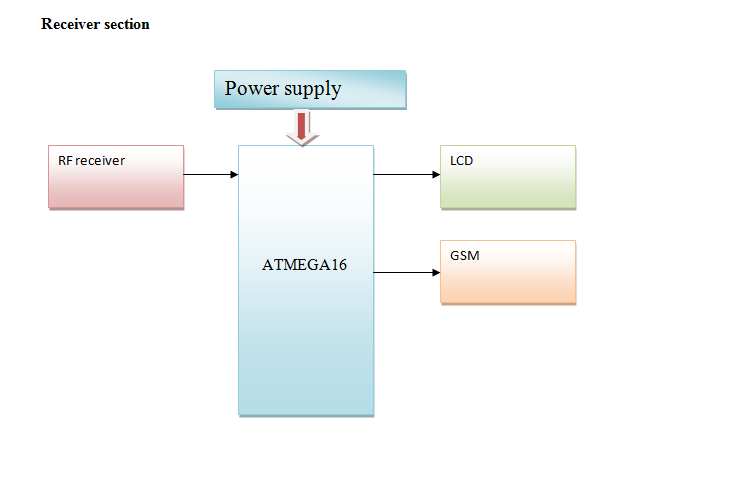 Receiver section
Power supply
RF receiver
LCD
ATMEGA16
GSM